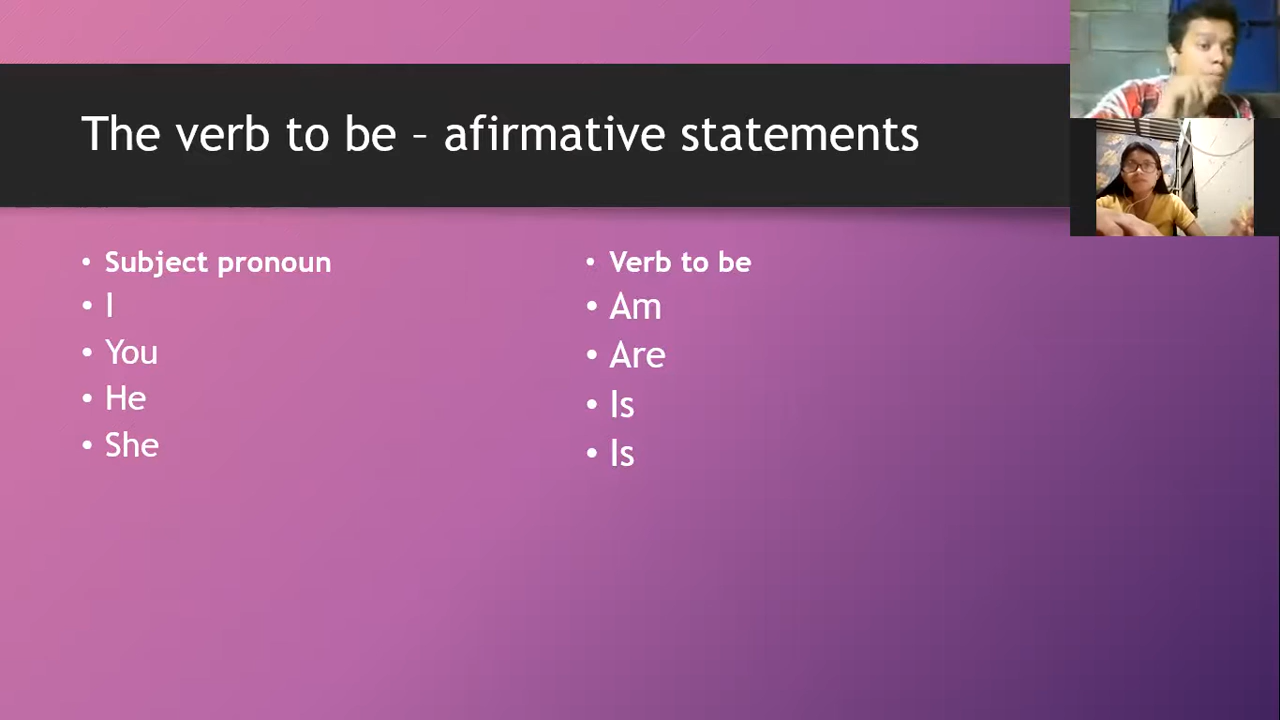 The verb to be – afirmative statements
• Subject pronoun
• I
• You
• He
• She
• Verb to be
• Am
• Are
• Is
• Is